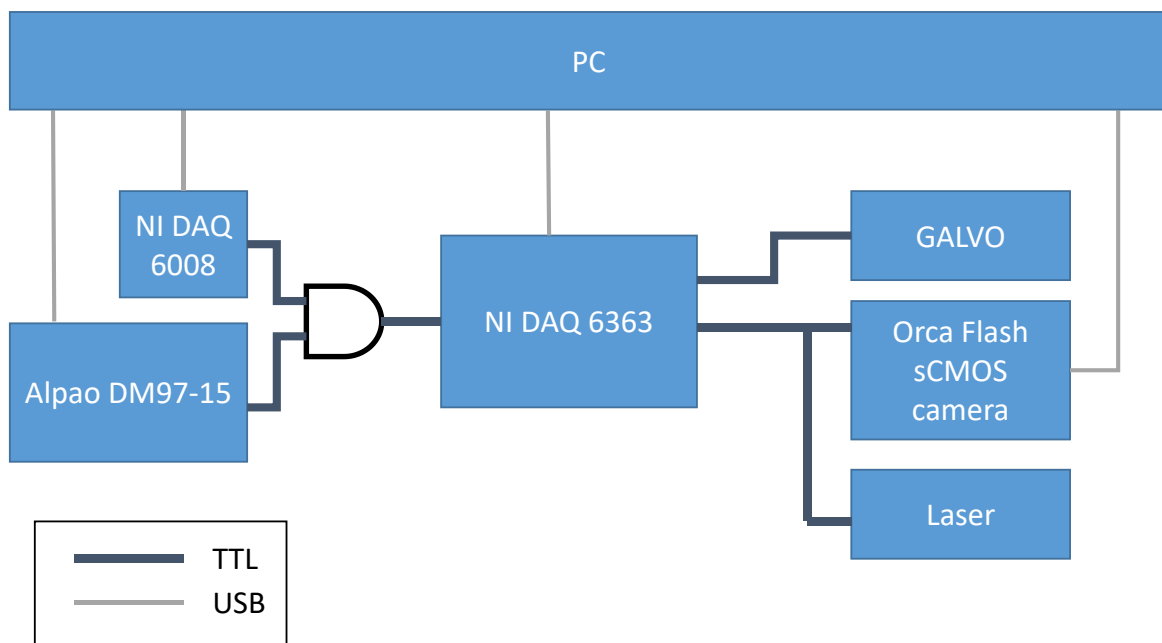 PC
NI DAQ
6008
GALVO
NI DAQ 6363
Orca Flash
sCMOS
camera
Alpao DM97-15
Laser
TTL
USB